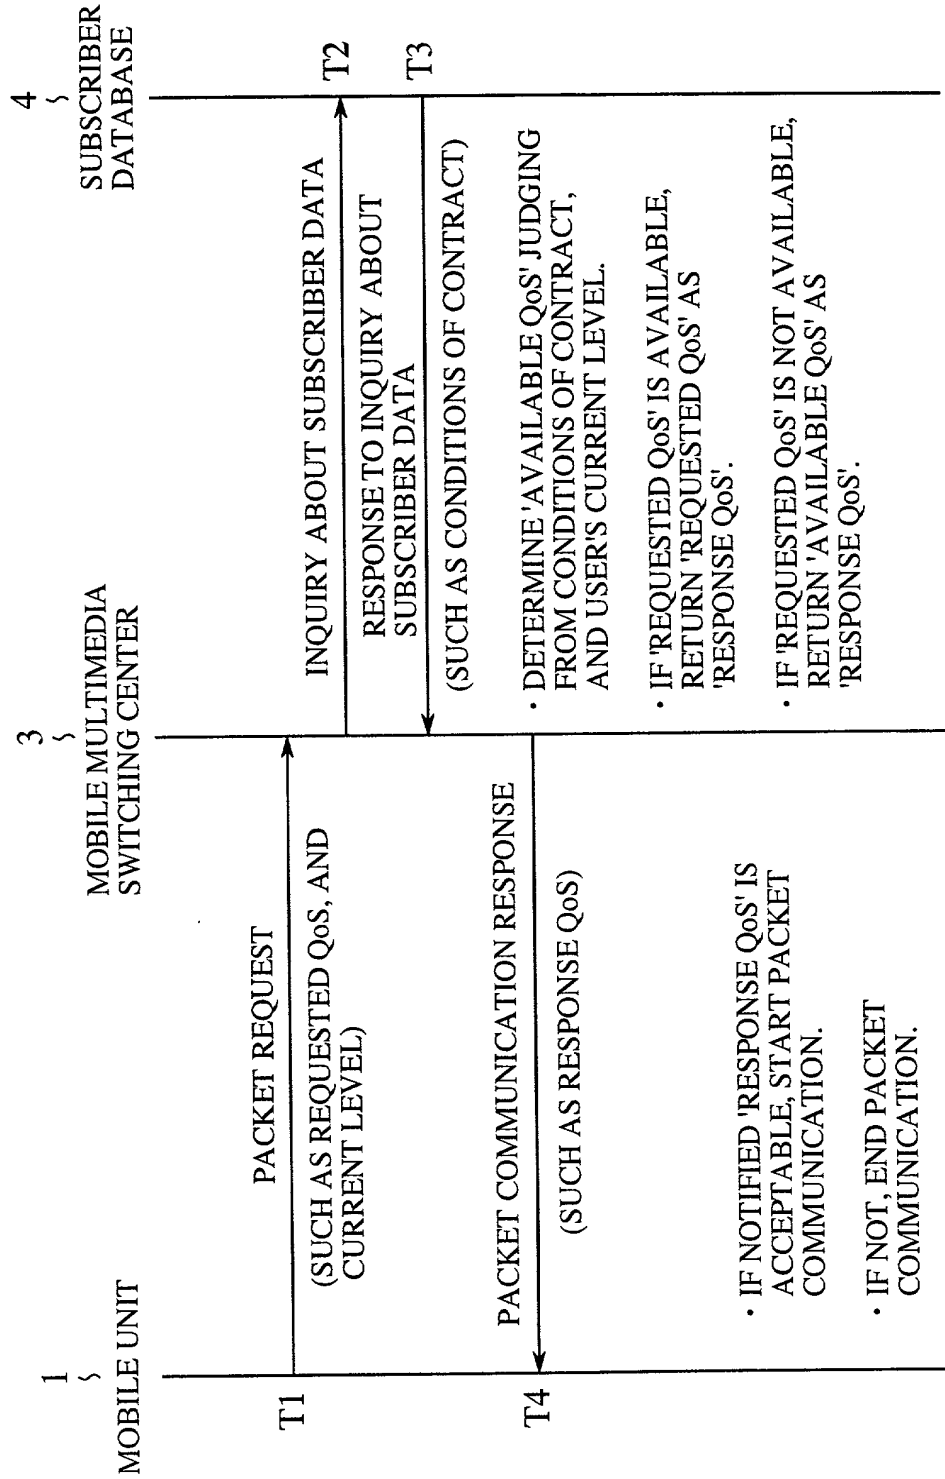 1
MOBILE UNIT
3
MOBILE MULTIMEDIA
SWITCHING CENTER
4
SUBSCRIBER
DATABASE
T1
PACKET REQUEST
(SUCH AS REQUESTED QoS, AND
CURRENT LEVEL)
INQUIRY ABOUT SUBSCRIBER DATA
T2
RESPONSE TO INQUIRY ABOUT
SUBSCRIBER DATA
T3
(SUCH AS CONDITIONS OF CONTRACT)
T4
PACKET COMMUNICATION RESPONSE
(SUCH AS RESPONSE QoS)
• DETERMINE 'AVAILABLE QoS' JUDGING
FROM CONDITIONS OF CONTRACT,
AND USER'S CURRENT LEVEL.
• IF 'REQUESTED QoS' IS AVAILABLE,
RETURN 'REQUESTED QoS' AS
'RESPONSE QoS'.
• IF 'REQUESTED QoS' IS NOT AVAILABLE,
RETURN 'AVAILABLE QoS' AS
'RESPONSE QoS'.
• IF NOTIFIED 'RESPONSE QoS' IS
ACCEPTABLE, START PACKET
COMMUNICATION.
• IF NOT, END PACKET
COMMUNICATION.